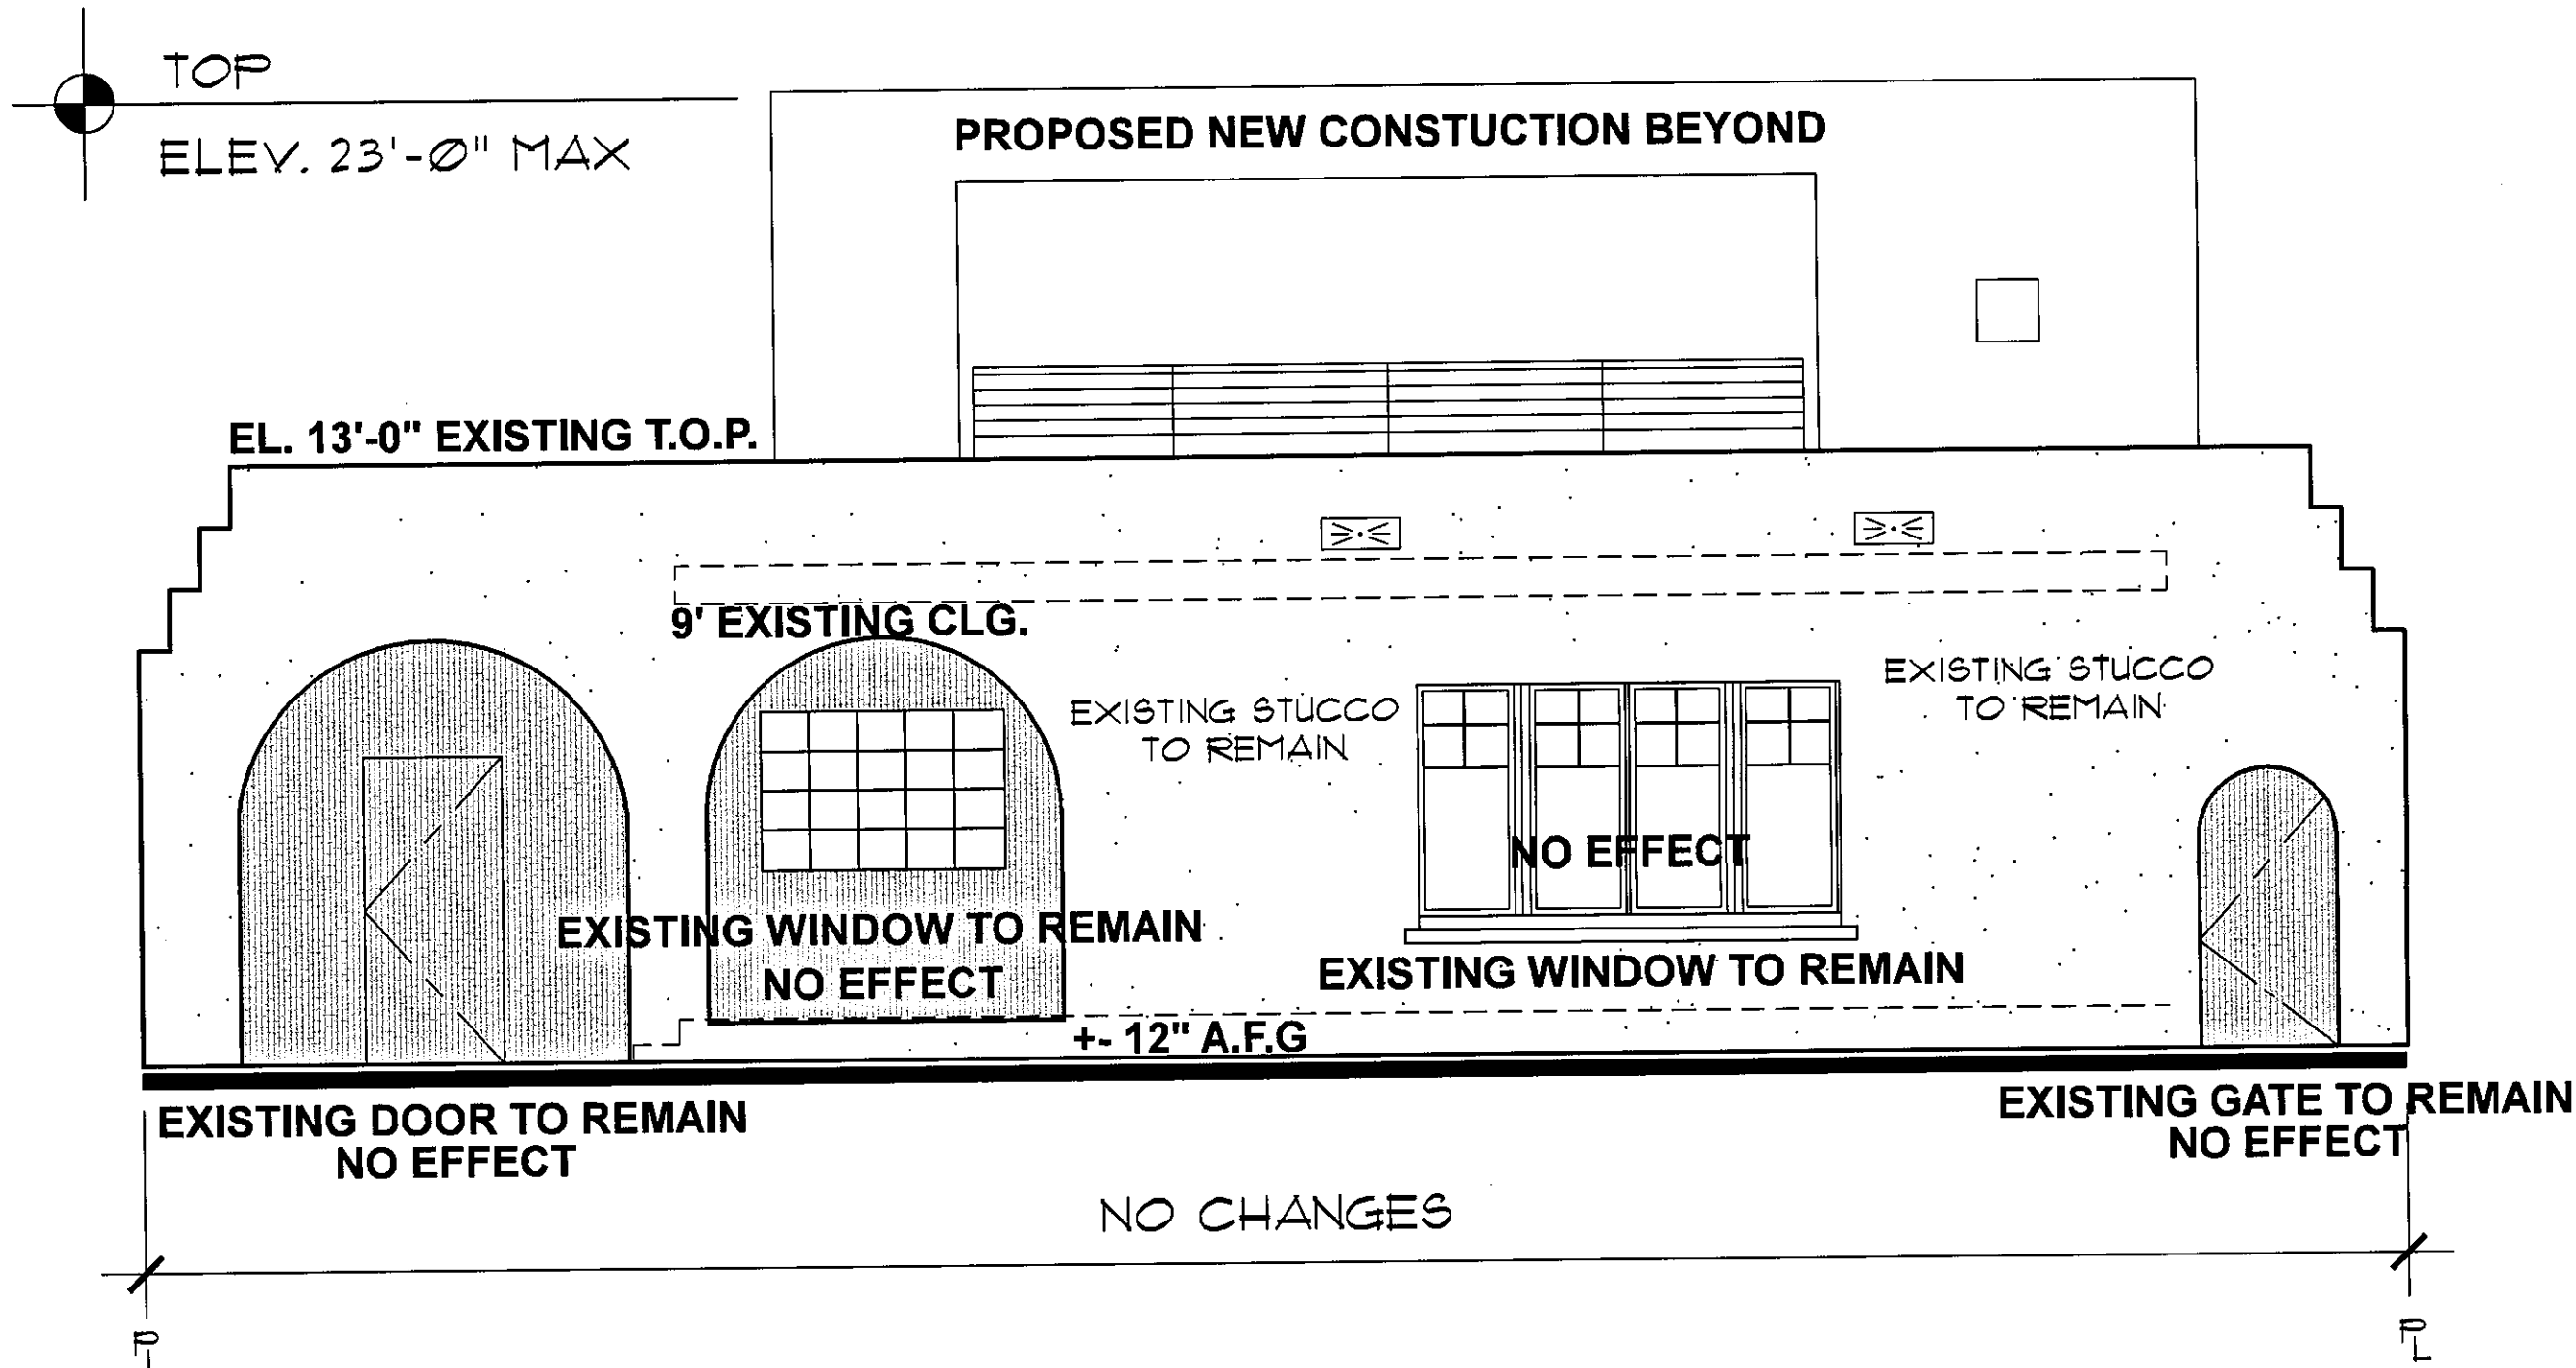 TOP
ELEV. 23'-0" MAX
PROPOSED NEW CONSTUCTION BEYOND
EL. 13'-0" EXISTING T.O.P.
9' EXISTING CLG.
EXISTING STUCCO
TO REMAIN
EXISTING STUCCO
TO REMAIN
NO EFFECT
EXISTING WINDOW TO REMAIN
NO EFFECT
EXISTING WINDOW TO REMAIN
+- 12" A.F.G
EXISTING DOOR TO REMAIN
NO EFFECT
EXISTING GATE TO REMAIN
NO EFFECT
NO CHANGES
PL
PL